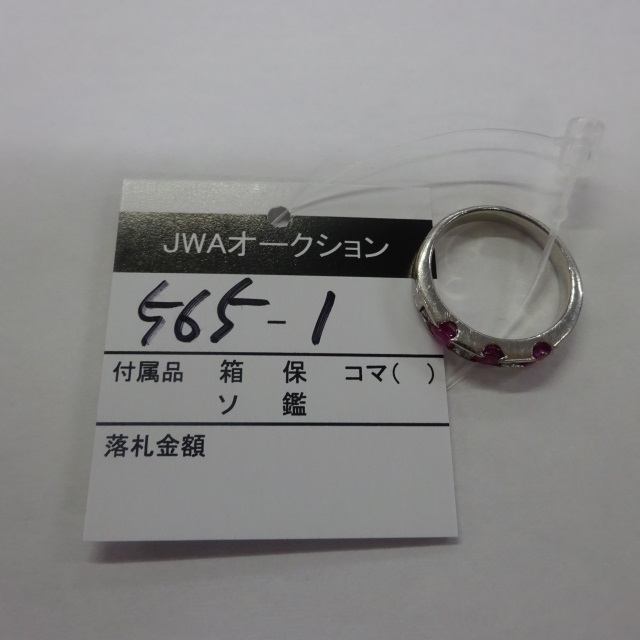 JWAオークション
565-1
付属品 箱 保 コマ( )
ソ 鑑
落札金額